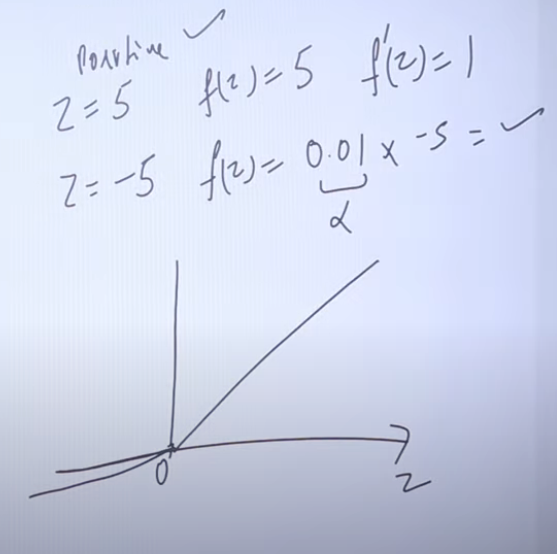 Positive ✓
z = 5 f(z) = 5 f'(z) = 1
z = -5 f(z) = 0.01 x -5 = ✓
α
0
z